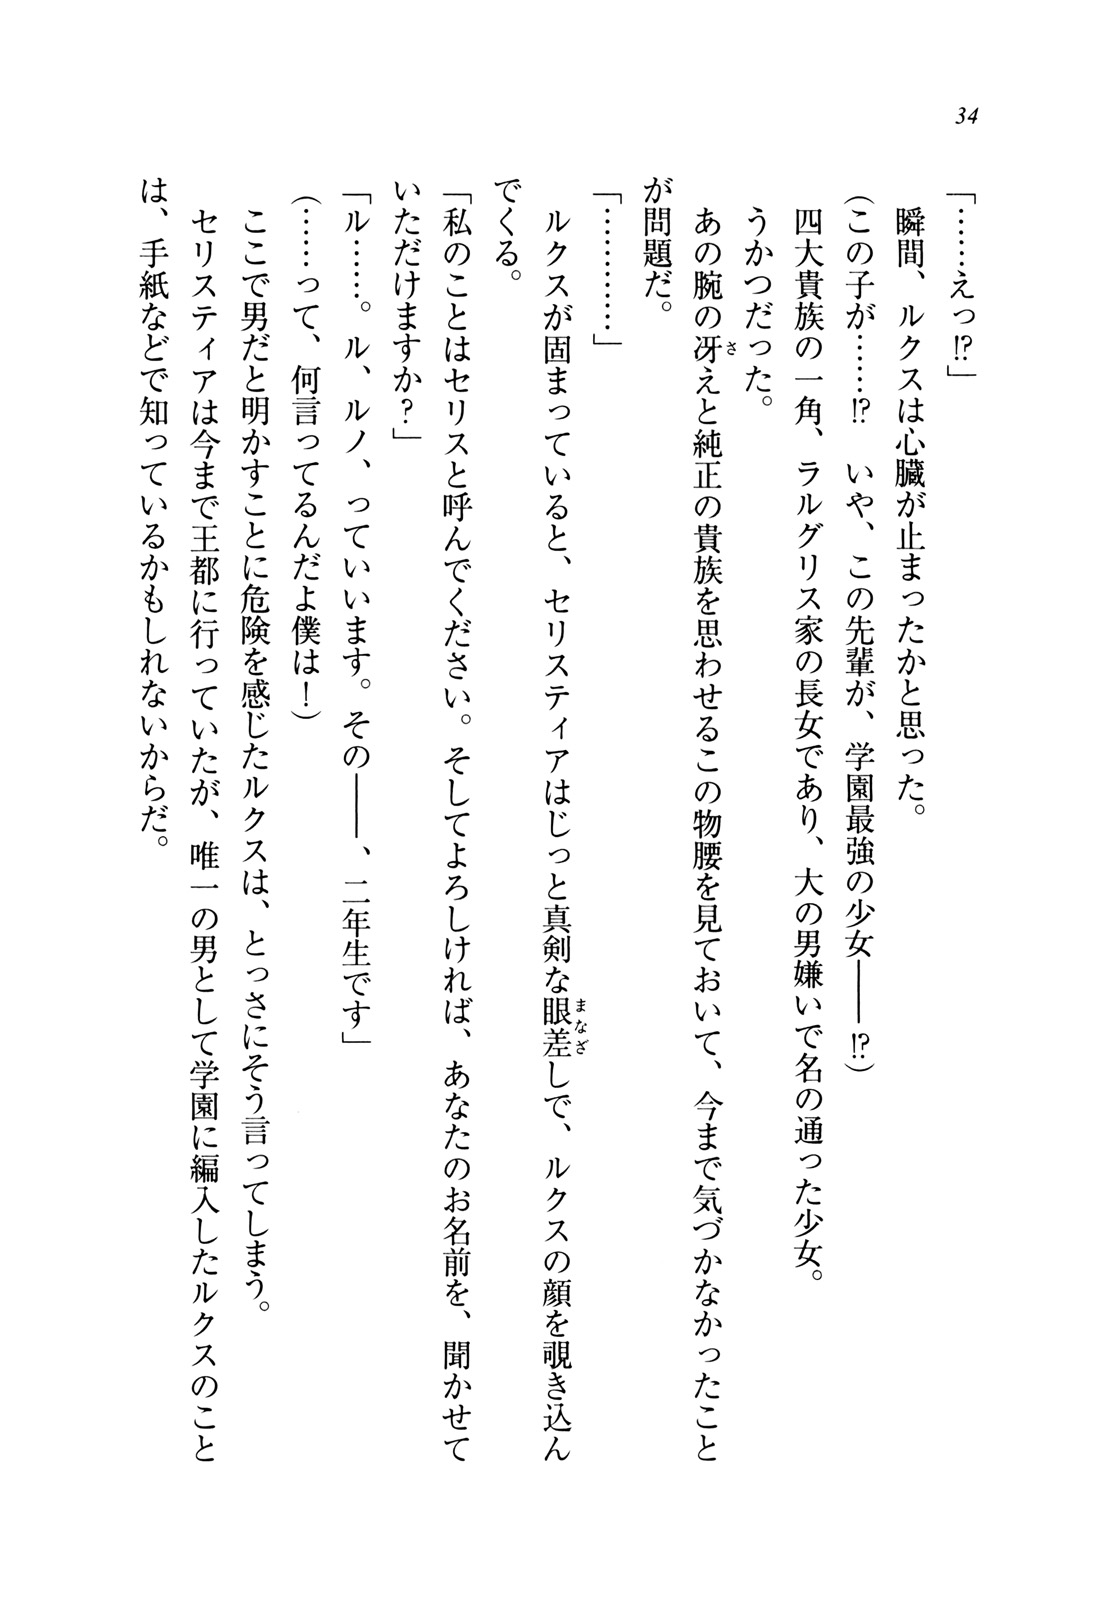 34
「……えっ!?」
瞬間、ルクスは心臓が止まったかと思った。
(この子が……!?　いや、この先輩が、学園最強の少女――!?)
四大貴族の一角、ラルグリス家の長女であり、大の男嫌いで名の通った少女。
うかつだった。
あの腕の冴えと純正の貴族を思わせるこの物腰を見ておいて、今まで気づかなかったこと
が問題だ。
「…………」
ルクスが固まっていると、セリスティアはじっと真剣な眼差しで、ルクスの顔を覗き込ん
でくる。
「私のことはセリスと呼んでください。そしてよろしければ、あなたのお名前を、聞かせて
いただけますか?」
「ル……。ル、ルノ、っていいます。その――、二年生です」
(……って、何言ってるんだよ僕は!)
ここで男だと明かすことに危険を感じたルクスは、とっさにそう言ってしまう。
セリスティアは今まで王都に行っていたが、唯一の男として学園に編入したルクスのこと
は、手紙などで知っているかもしれないからだ。